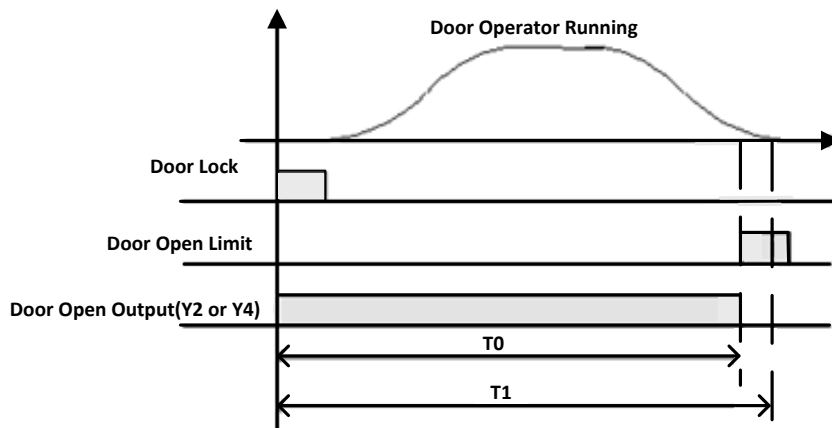 Door Operator Running
Door Lock
Door Open Limit
Door Open Output(Y2 or Y4)
T0
T1